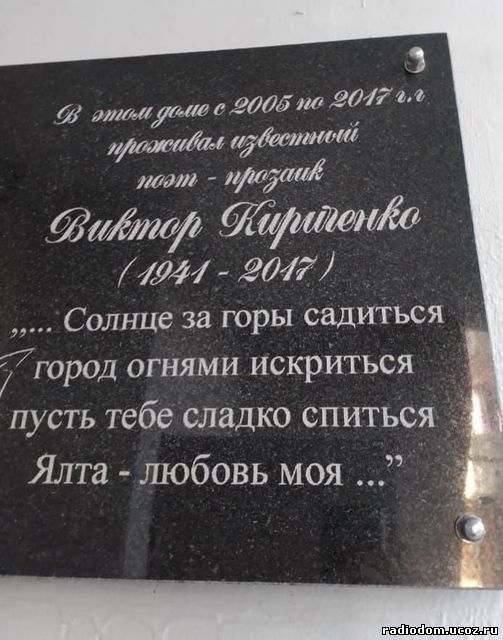 В этом доме с 2005 по 2017 г.г
проживал известный
поэт - прозаик
Виктор Кириченко
(1941 - 2017)
„... Солнце за горы садиться
город огнями искриться
пусть тебе сладко спиться
Ялта - любовь моя ...”
radiodom.ucoz.ru